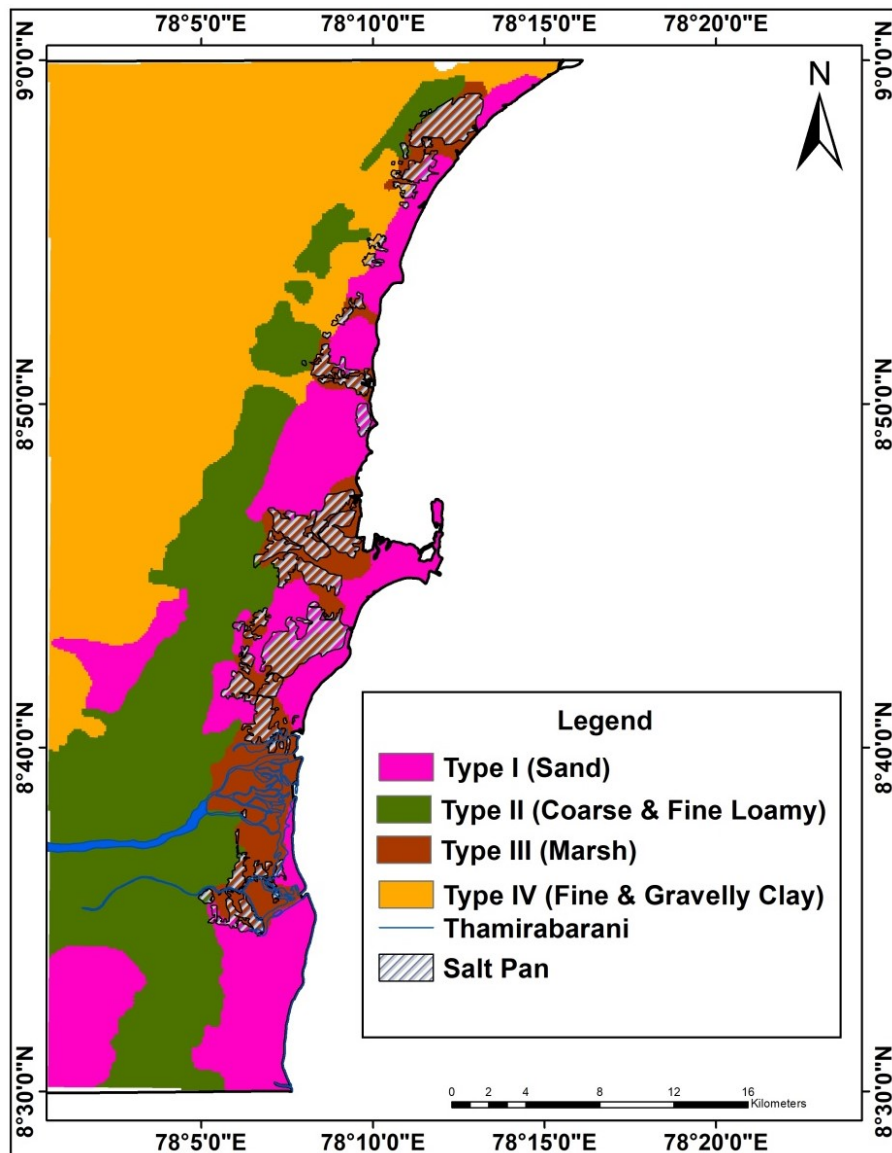 78°5'0"E 78°10'0"E 78°15'0"E 78°20'0"E
9°0'0"N 9°0'0"N
N
8°50'0"N 8°50'0"N
8°40'0"N 8°40'0"N
Legend
Type I (Sand)
Type II (Coarse & Fine Loamy)
Type III (Marsh)
Type IV (Fine & Gravelly Clay)
Thamirabarani
Salt Pan
0 2 4 8 12 16
Kilometers
8°30'0"N 8°30'0"N
78°5'0"E 78°10'0"E 78°15'0"E 78°20'0"E